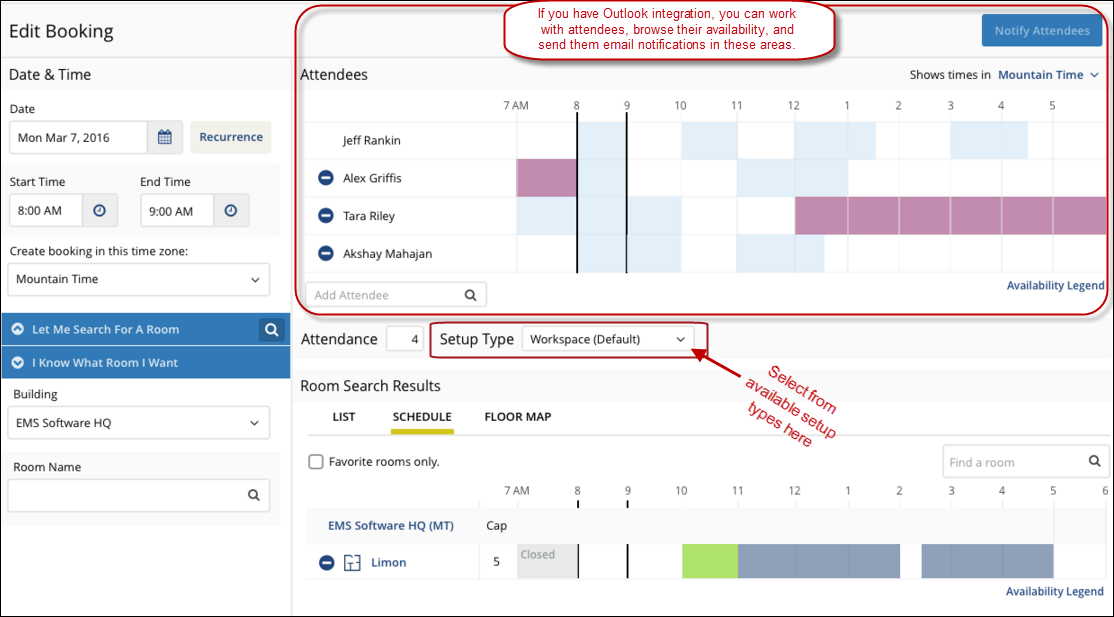 Edit Booking
If you have Outlook integration, you can work
with attendees, browse their availability, and
send them email notifications in these areas.
Notify Attendees
Date & Time
Date
Mon Mar 7, 2016
Recurrence
Start Time
End Time
8:00 AM
9:00 AM
Create booking in this time zone:
Mountain Time
Let Me Search For A Room
I Know What Room I Want
Building
EMS Software HQ
Room Name
Attendees
Shows times in Mountain Time
7 AM 8 9 10 11 12 1 2 3 4 5
Jeff Rankin
Alex Griffis
Tara Riley
Akshay Mahajan
Add Attendee
Availability Legend
Attendance 4
Setup Type Workspace (Default)
Select from
available setup
types here
Room Search Results
LIST SCHEDULE FLOOR MAP
Favorite rooms only.
Find a room
7 AM 8 9 10 11 12 1 2 3 4 5 6
EMS Software HQ (MT) Cap
Limon 5 Closed
Availability Legend